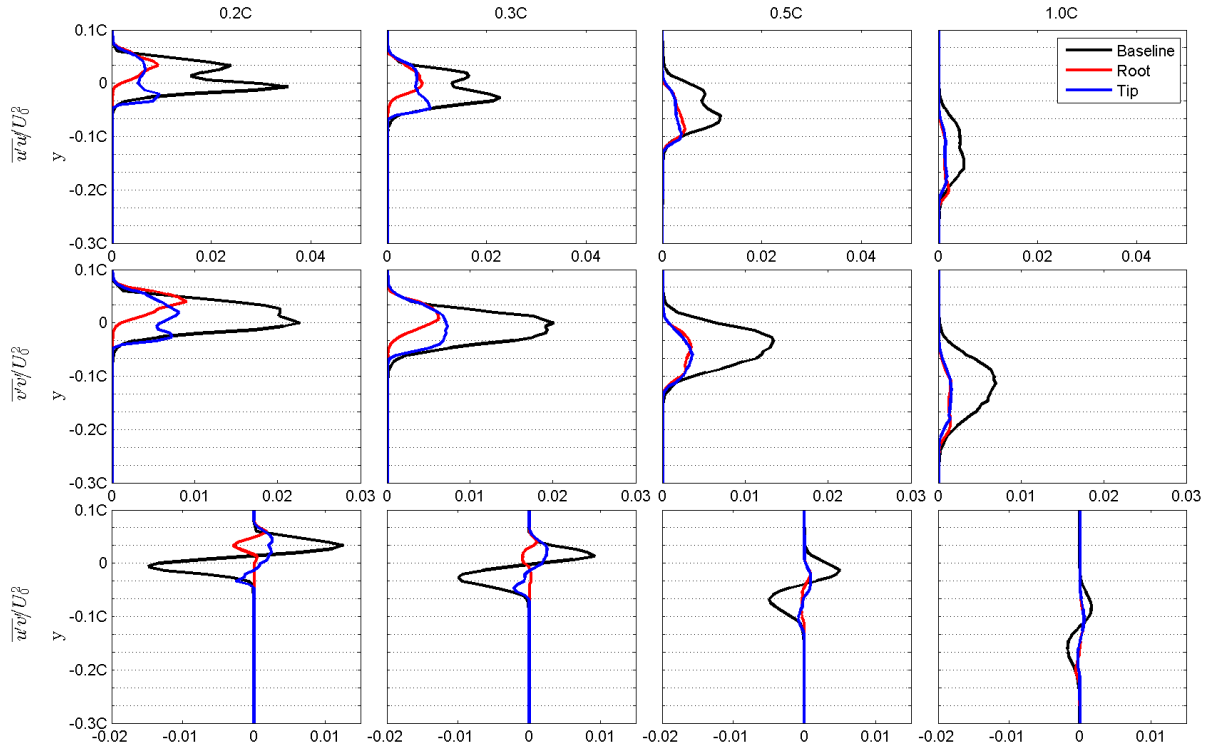 0.2C 0.3C 0.5C 1.0C
0.1C
0
-0.1C
-0.2C
-0.3C
y
u'u'/U₀²
0 0.02 0.04
0 0.02 0.04
0 0.02 0.04
0 0.02 0.04
Baseline
Root
Tip
0.1C
0
-0.1C
-0.2C
-0.3C
y
v'v'/U₀²
0 0.01 0.02 0.03
0 0.01 0.02 0.03
0 0.01 0.02 0.03
0 0.01 0.02 0.03
0.1C
0
-0.1C
-0.2C
-0.3C
y
u'v'/U₀²
-0.02 -0.01 0 0.01
-0.02 -0.01 0 0.01
-0.02 -0.01 0 0.01
-0.02 -0.01 0 0.01